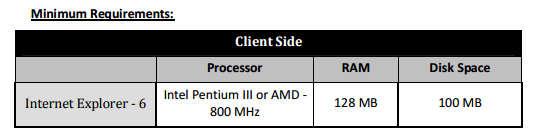 Minimum Requirements:
Client Side
Processor RAM Disk Space
Internet Explorer - 6 Intel Pentium III or AMD - 800 MHz 128 MB 100 MB